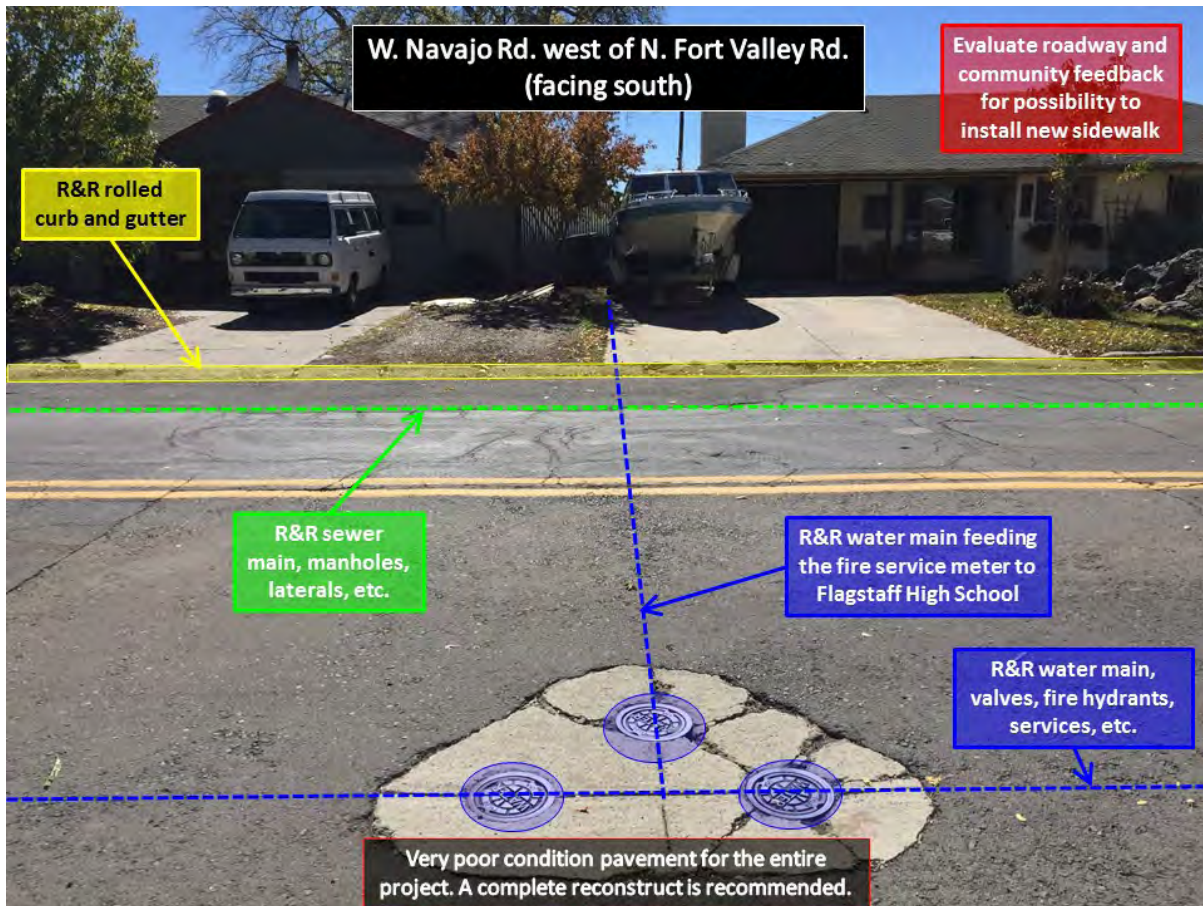 W. Navajo Rd. west of N. Fort Valley Rd.
(facing south)
Evaluate roadway and
community feedback
for possibility to
install new sidewalk
R&R rolled
curb and gutter
R&R sewer
main, manholes,
laterals, etc.
R&R water main feeding
the fire service meter to
Flagstaff High School
R&R water main,
valves, fire hydrants,
services, etc.
Very poor condition pavement for the entire
project. A complete reconstruct is recommended.